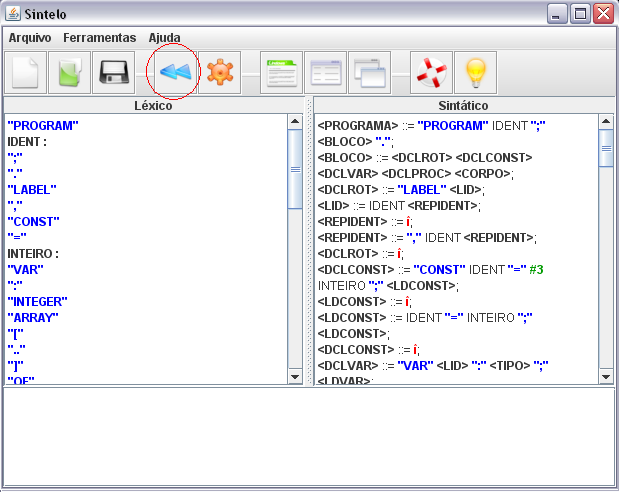 Sintelo
Arquivo Ferramentas Ajuda
Léxico
"PROGRAM"
IDENT :
";"
"."
"LABEL"
","
"CONST"
"="
INTEIRO :
"VAR"
":"
"INTEGER"
"ARRAY"
"["
".."
"]"
"OF"
Sintático
<PROGRAMA> ::= "PROGRAM" IDENT ";"
<BLOCO> ".";
<BLOCO> ::= <DCLROT> <DCLCONST>
<DCLVAR> <DCLPROC> <CORPO>;
<DCLROT> ::= "LABEL" <LID>;
<LID> ::= IDENT <REPIDENT>;
<REPIDENT> ::= î;
<REPIDENT> ::= "," IDENT <REPIDENT>;
<DCLROT> ::= î;
<DCLCONST> ::= "CONST" IDENT "=" #3
INTEIRO ";" <LDCONST>;
<LDCONST> ::= î;
<LDCONST> ::= IDENT "=" INTEIRO ";"
<LDCONST>;
<DCLCONST> ::= î;
<DCLVAR> ::= "VAR" <LID> ":" <TIPO> ";"
<LDVAR>;